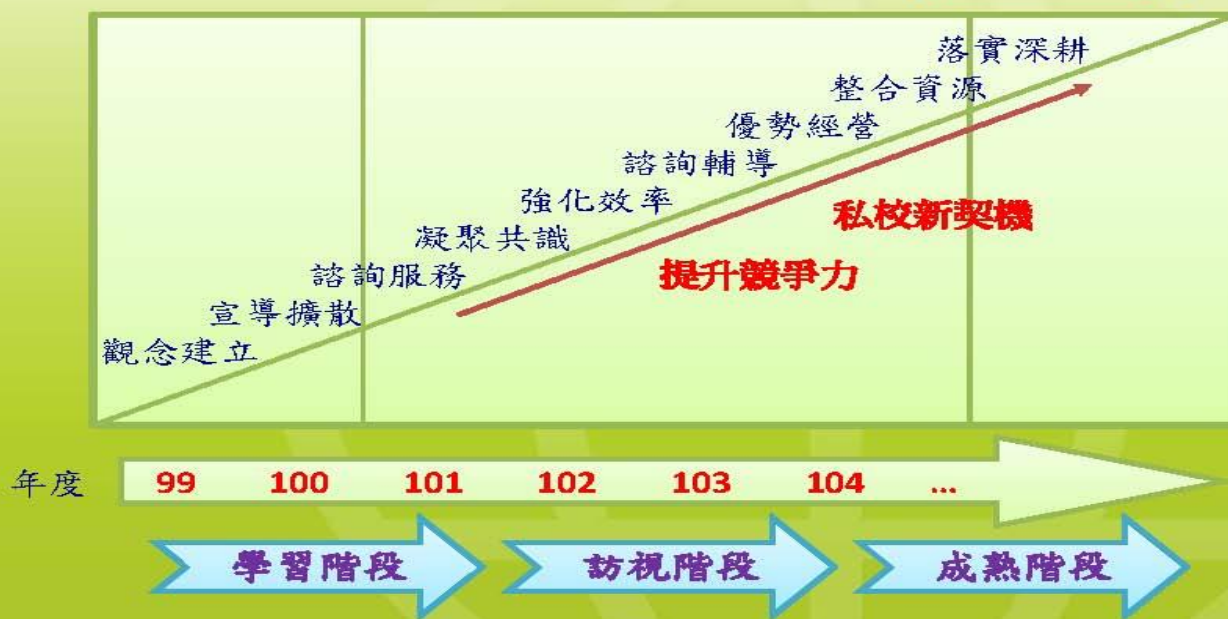 落實深耕
整合資源
優勢經營
諮詢輔導
強化效率
凝聚共識
諮詢服務
宣導擴散
觀念建立
私校新契機
提升競爭力
年度 99 100 101 102 103 104 ...
學習階段 訪視階段 成熟階段